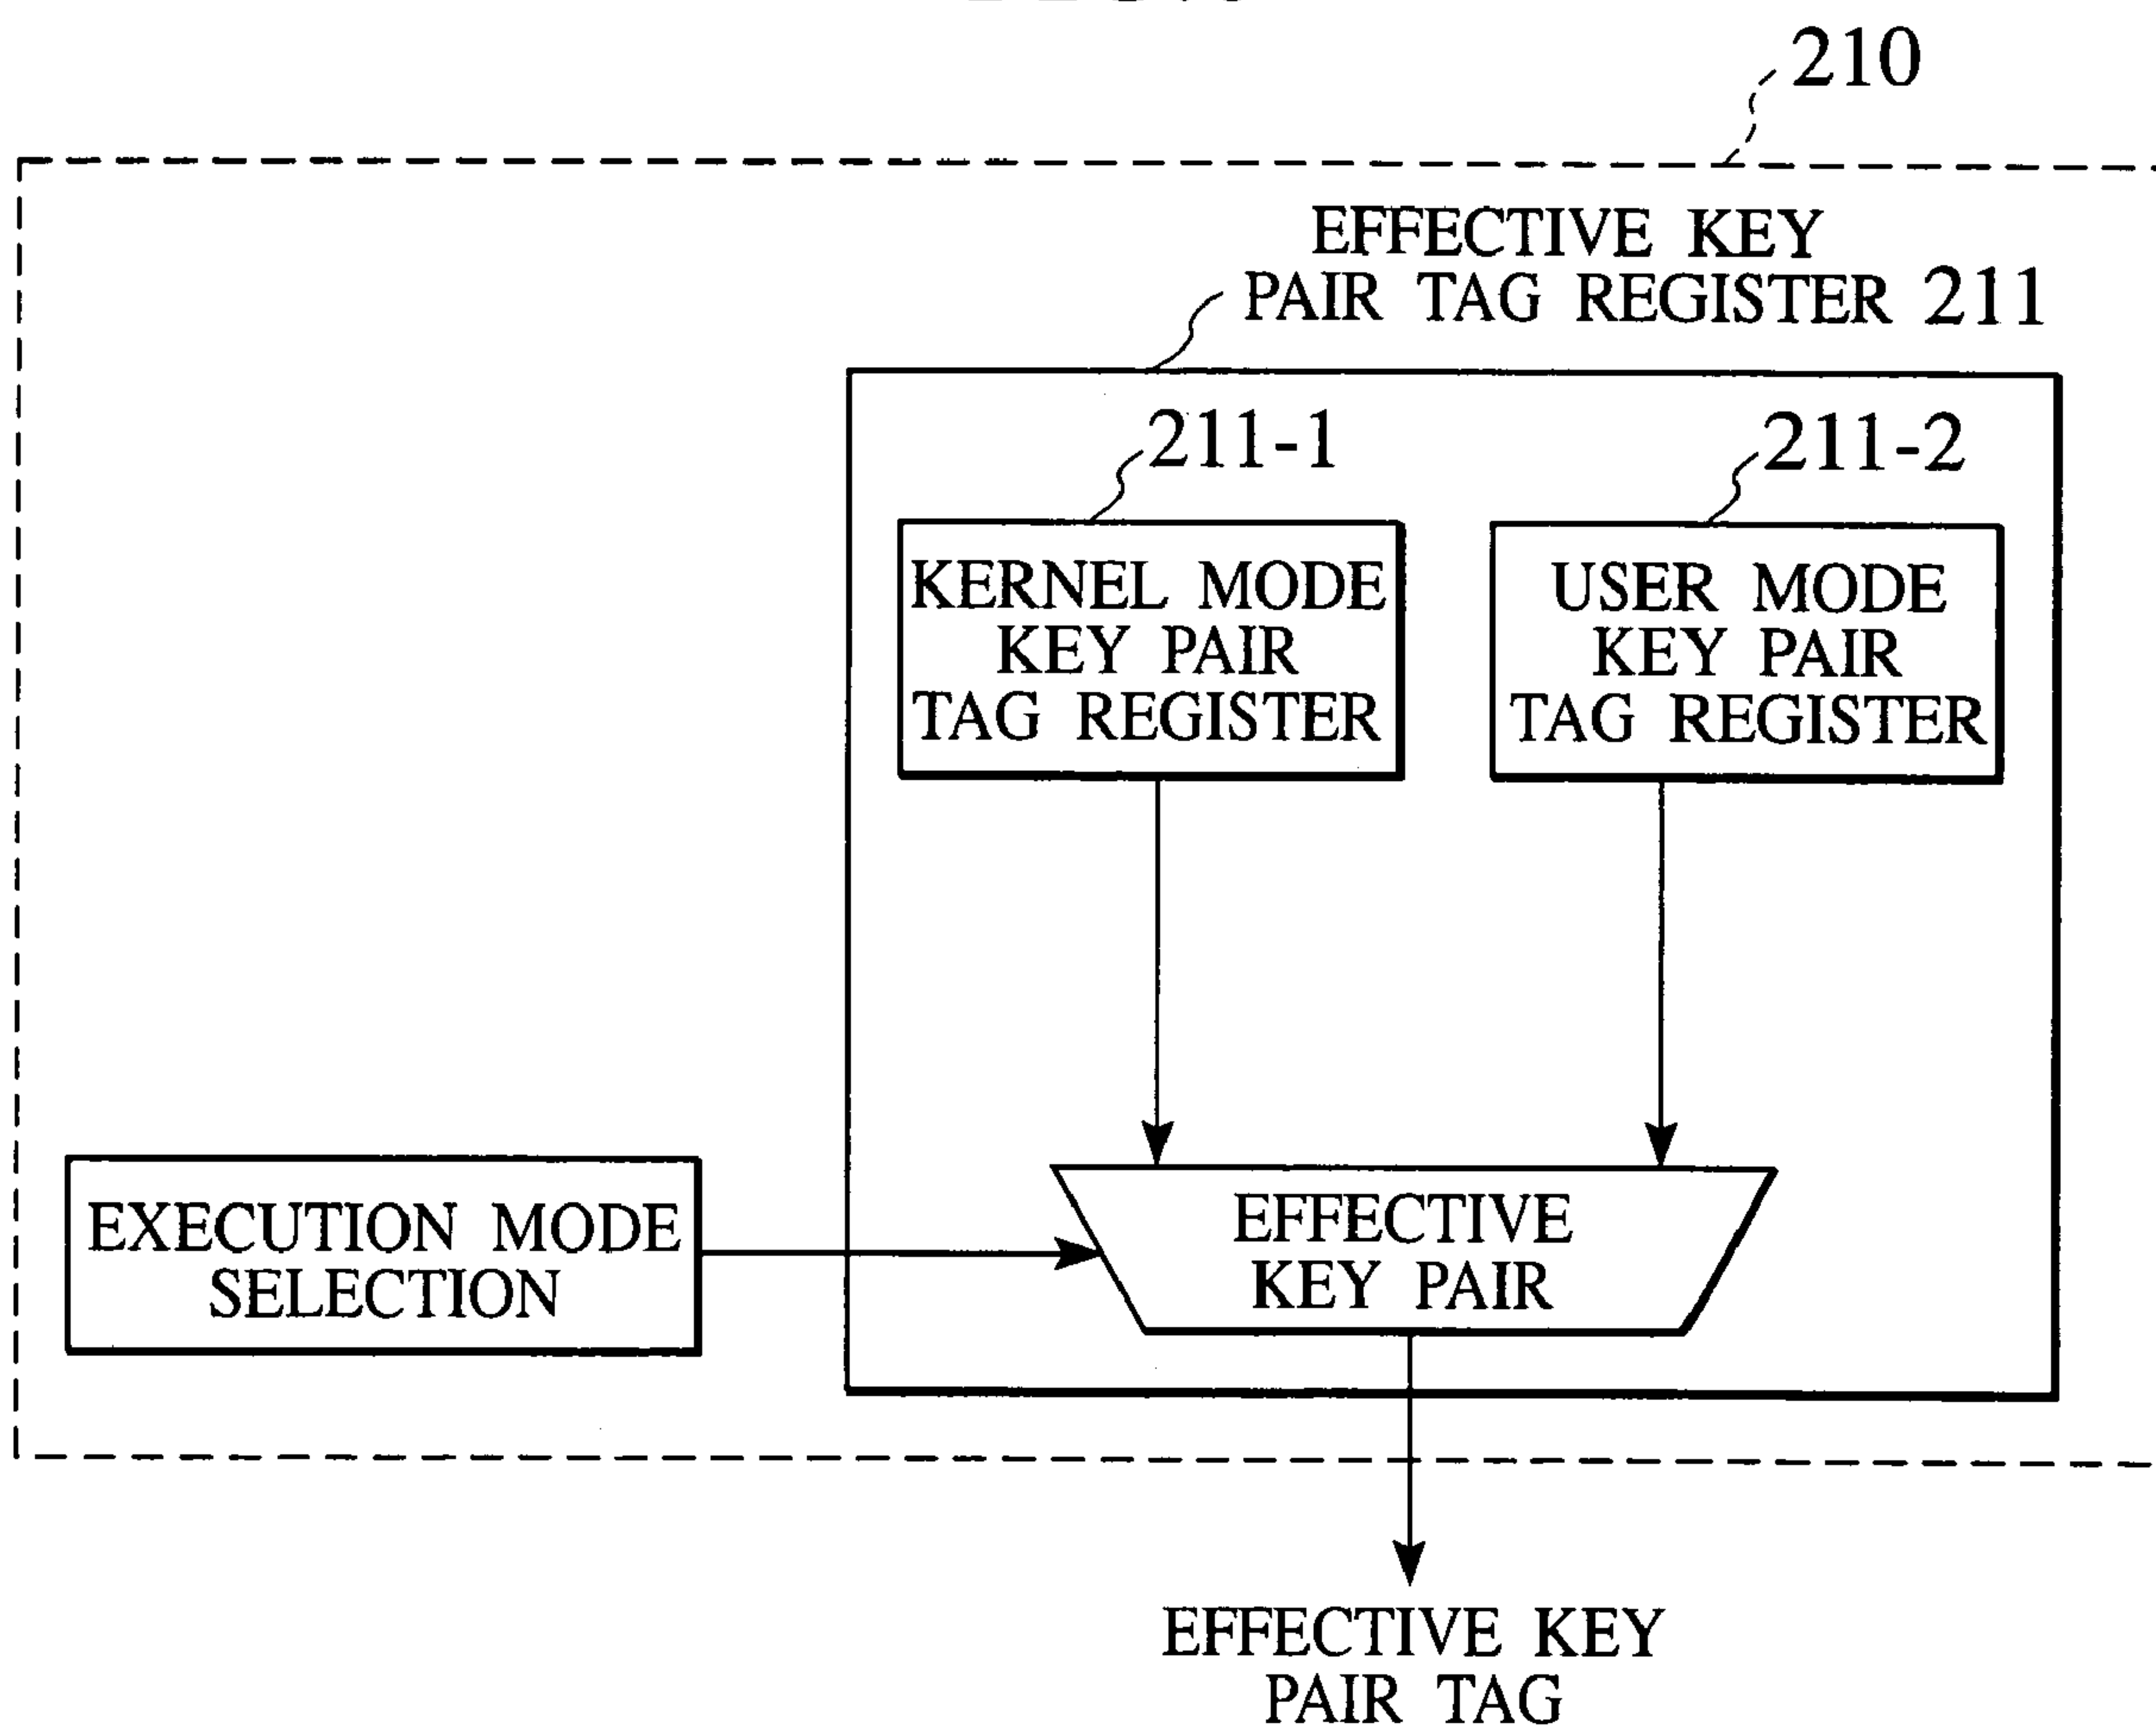 210
EFFECTIVE KEY
PAIR TAG REGISTER 211
211-1
211-2
KERNEL MODE
KEY PAIR
TAG REGISTER
USER MODE
KEY PAIR
TAG REGISTER
EXECUTION MODE
SELECTION
EFFECTIVE
KEY PAIR
EFFECTIVE KEY
PAIR TAG